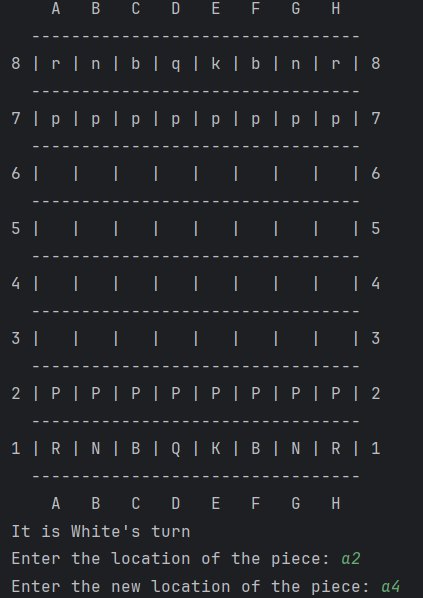 A   B   C   D   E   F   G   H
  ---------------------------------
8 | r | n | b | q | k | b | n | r | 8
  ---------------------------------
7 | p | p | p | p | p | p | p | p | 7
  ---------------------------------
6 |   |   |   |   |   |   |   |   | 6
  ---------------------------------
5 |   |   |   |   |   |   |   |   | 5
  ---------------------------------
4 |   |   |   |   |   |   |   |   | 4
  ---------------------------------
3 |   |   |   |   |   |   |   |   | 3
  ---------------------------------
2 | P | P | P | P | P | P | P | P | 2
  ---------------------------------
1 | R | N | B | Q | K | B | N | R | 1
  ---------------------------------
    A   B   C   D   E   F   G   H
It is White's turn
Enter the location of the piece: a2
Enter the new location of the piece: a4